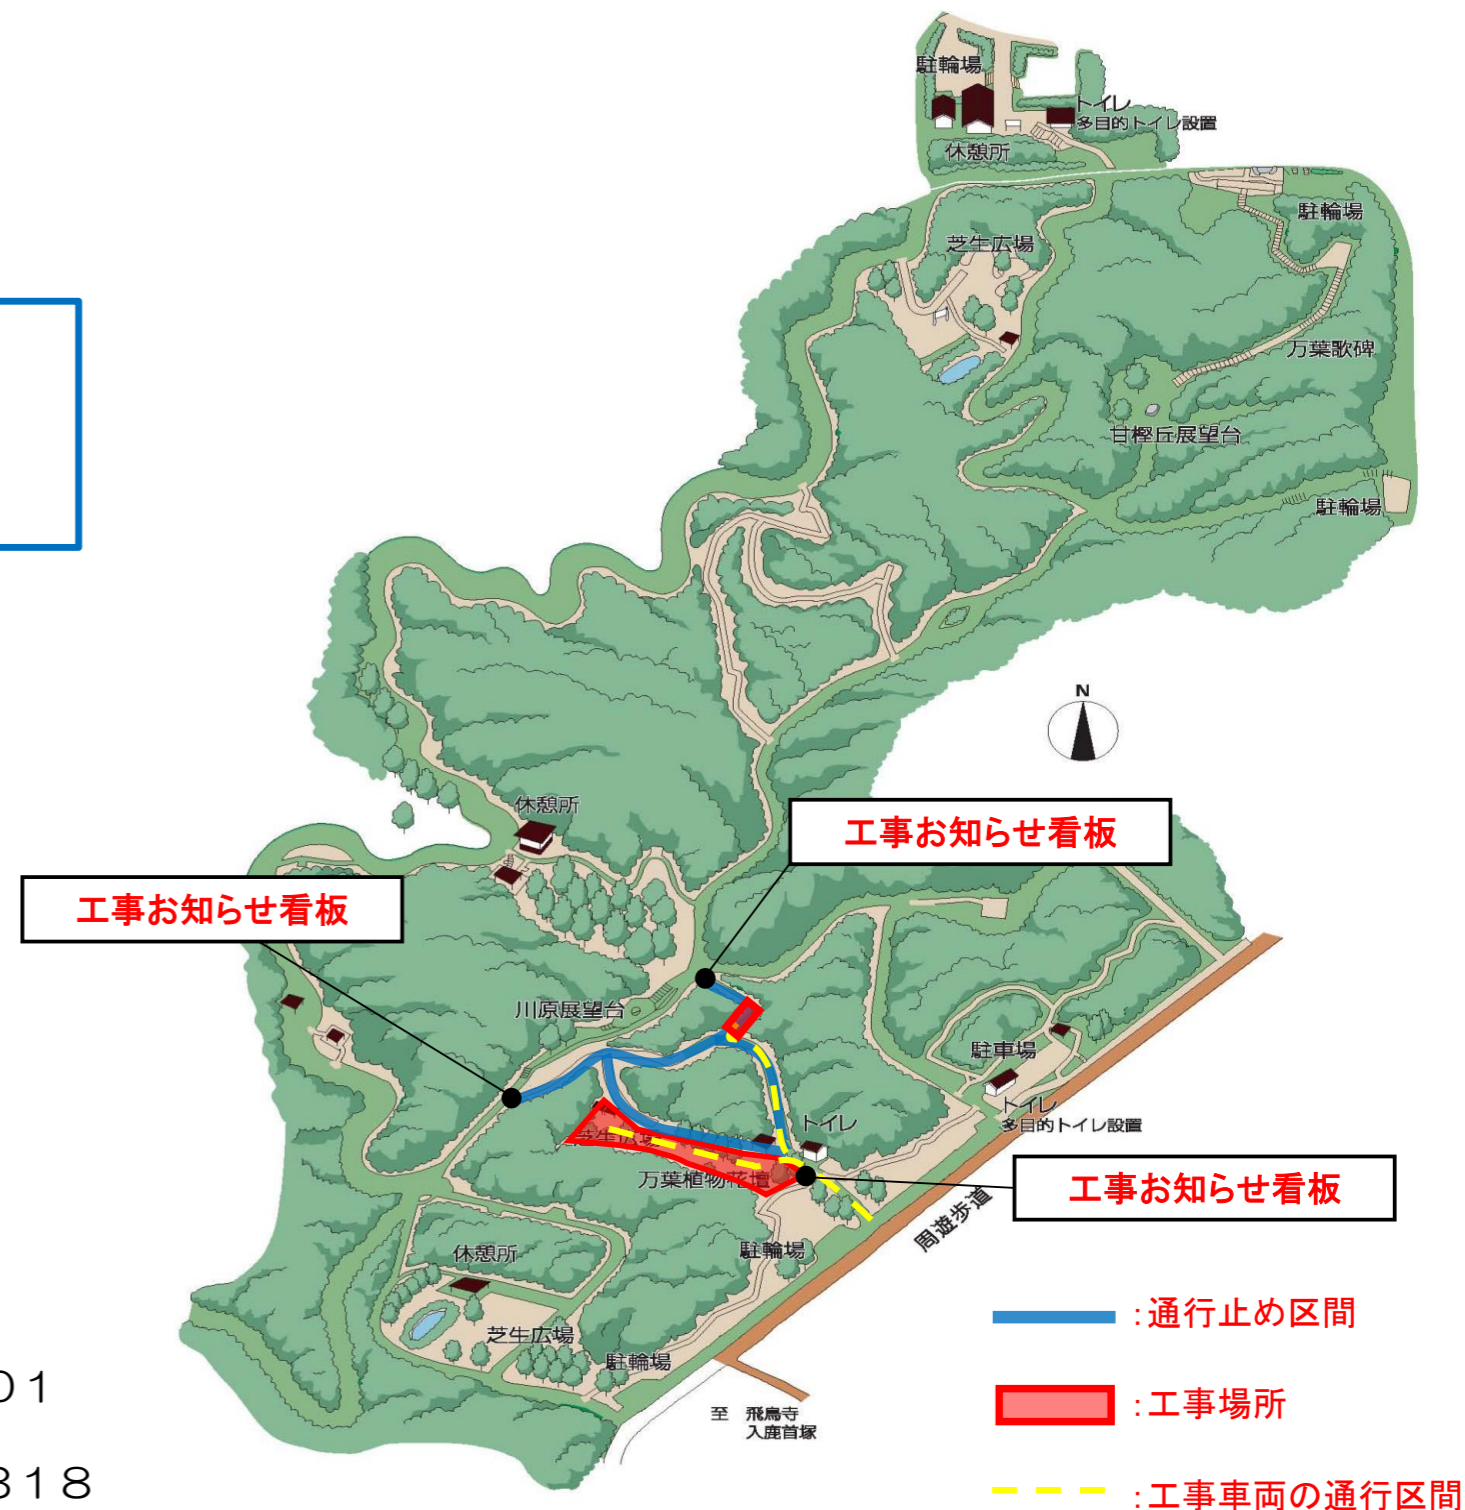 駐輪場
トイレ
多目的トイレ設置
休憩所
駐輪場
芝生広場
万葉歌碑
甘樫丘展望台
駐輪場
N
休憩所
工事お知らせ看板
工事お知らせ看板
川原展望台
駐車場
トイレ
多目的トイレ設置
トイレ
芝生広場
万葉植物花壇
工事お知らせ看板
周遊歩道
駐輪場
休憩所
芝生広場
駐輪場
:通行止め区間
:工事場所
:工事車両の通行区間
至 飛鳥寺
入鹿首塚
01
818